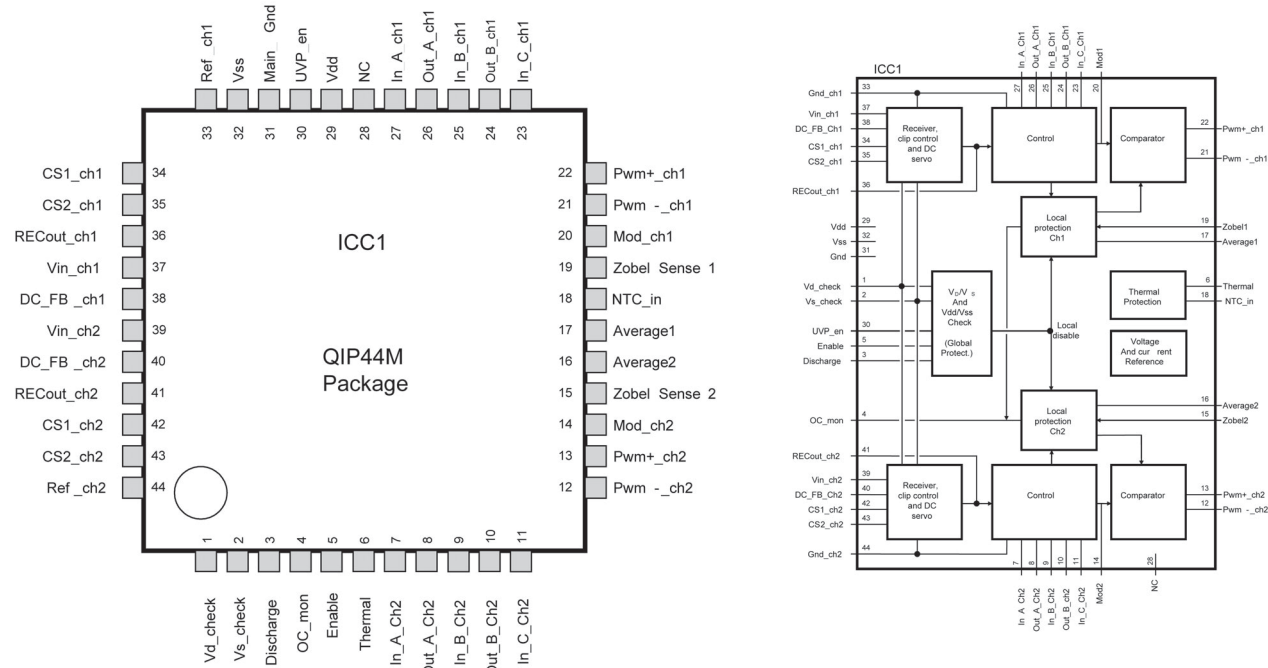 Ref _ch1
Vss
Main_ Gnd
UVP_en
Vdd
NC
In_A_ch1
Out_A_ch1
In_B_ch1
Out_B_ch1
In_C_ch1
33
32
31
30
29
28
27
26
25
24
23
CS1_ch1 34
CS2_ch1 35
RECout_ch1 36
Vin_ch1 37
DC_FB _ch1 38
Vin_ch2 39
DC_FB _ch2 40
RECout_ch2 41
CS1_ch2 42
CS2_ch2 43
Ref _ch2 44
ICC1
QIP44M
Package
22 Pwm+_ch1
21 Pwm -_ch1
20 Mod_ch1
19 Zobel Sense 1
18 NTC_in
17 Average1
16 Average2
15 Zobel Sense 2
14 Mod_ch2
13 Pwm+_ch2
12 Pwm -_ch2
1
2
3
4
5
6
7
8
9
10
11
Vd_check
Vs_check
Discharge
OC_mon
Enable
Thermal
In_A_Ch2
Out_A_Ch2
In_B_Ch2
Out_B_Ch2
In_C_Ch2
ICC1
In_A_Ch1
Out_A_Ch1
In_B_Ch1
Out_B_Ch1
In_C_Ch1
Mod1
27
26
25
24
23
20
Gnd_ch1 33
Vin_ch1 37
DC_FB_Ch1 38
CS1_ch1 34
CS2_ch1 35
RECout_ch1 36
Receiver,
clip control
and DC
servo
Control
Comparator
22 Pwm+_ch1
21 Pwm -_ch1
Local
protection
Ch1
19 Zobel1
17 Average1
Vdd 29
Vss 32
Gnd 31
Vd_check 1
Vs_check 2
UVP_en 30
Enable 5
Discharge 3
VD/VS
And
Vdd/Vss
Check
(Global
Protect.)
Local
disable
Thermal
Protection
6 Thermal
18 NTC_in
Voltage
And cur rent
Reference
OC_mon 4
Local
protection
Ch2
16 Average2
15 Zobel2
RECout_ch2 41
Vin_ch2 39
DC_FB_Ch2 40
CS1_ch2 42
CS2_ch2 43
Gnd_ch2 44
Receiver,
clip control
and DC
servo
Control
Comparator
13 Pwm+_ch2
12 Pwm -_ch2
7
8
9
10
11
14
28
In_A_Ch2
Out_A_Ch2
In_B_Ch2
Out_B_ch2
In_C_Ch2
Mod2
NC